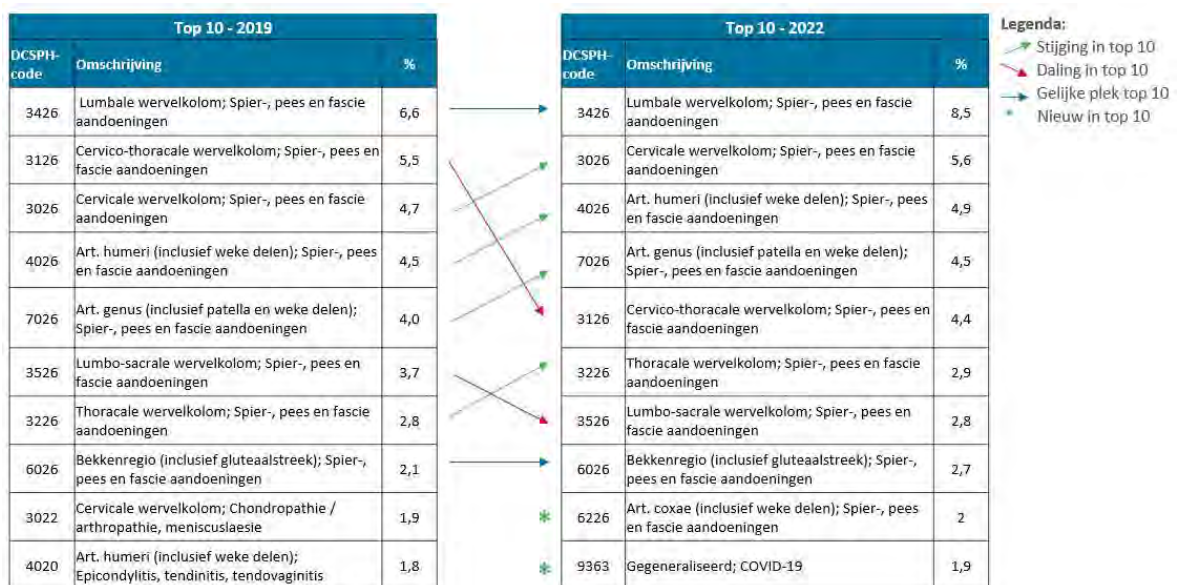 Top 10 - 2019
DCSPH-code Omschrijving %
3426 Lumbale wervelkolom; Spier-, pees en fascie
aandoeningen 6,6
3126 Cervico-thoracale wervelkolom; Spier-, pees en
fascie aandoeningen 5,5
3026 Cervicale wervelkolom; Spier-, pees en fascie
aandoeningen 4,7
4026 Art. humeri (inclusief weke delen); Spier-, pees
en fascie aandoeningen 4,5
7026 Art. genus (inclusief patella en weke delen);
Spier-, pees en fascie aandoeningen 4,0
3526 Lumbo-sacrale wervelkolom; Spier-, pees en
fascie aandoeningen 3,7
3226 Thoracale wervelkolom; Spier-, pees en fascie
aandoeningen 2,8
6026 Bekkenregio (inclusief gluteaalstreek); Spier-,
pees en fascie aandoeningen 2,1
3022 Cervicale wervelkolom; Chondropathie /
arthropathie, meniscuslaesie 1,9
4020 Art. humeri (inclusief weke delen);
Epicondylitis, tendinitis, tendovaginitis 1,8
Top 10 - 2022
DCSPH-code Omschrijving %
3426 Lumbale wervelkolom; Spier-, pees en fascie
aandoeningen 8,5
3026 Cervicale wervelkolom; Spier-, pees en fascie
aandoeningen 5,6
4026 Art. humeri (inclusief weke delen); Spier-, pees
en fascie aandoeningen 4,9
7026 Art. genus (inclusief patella en weke delen);
Spier-, pees en fascie aandoeningen 4,5
3126 Cervico-thoracale wervelkolom; Spier-, pees en
fascie aandoeningen 4,4
3226 Thoracale wervelkolom; Spier-, pees en fascie
aandoeningen 2,9
3526 Lumbo-sacrale wervelkolom; Spier-, pees en
fascie aandoeningen 2,8
6026 Bekkenregio (inclusief gluteaalstreek); Spier-,
pees en fascie aandoeningen 2,7
* 6226 Art. coxae (inclusief weke delen); Spier-, pees
en fascie aandoeningen 2
* 9363 Gegeneraliseerd; COVID-19 1,9
Legenda:
Stijging in top 10
Daling in top 10
Gelijke plek top 10
* Nieuw in top 10